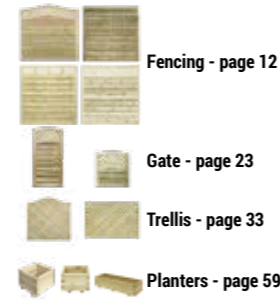 Fencing - page 12
Gate - page 23
Trellis - page 33
Planters - page 59